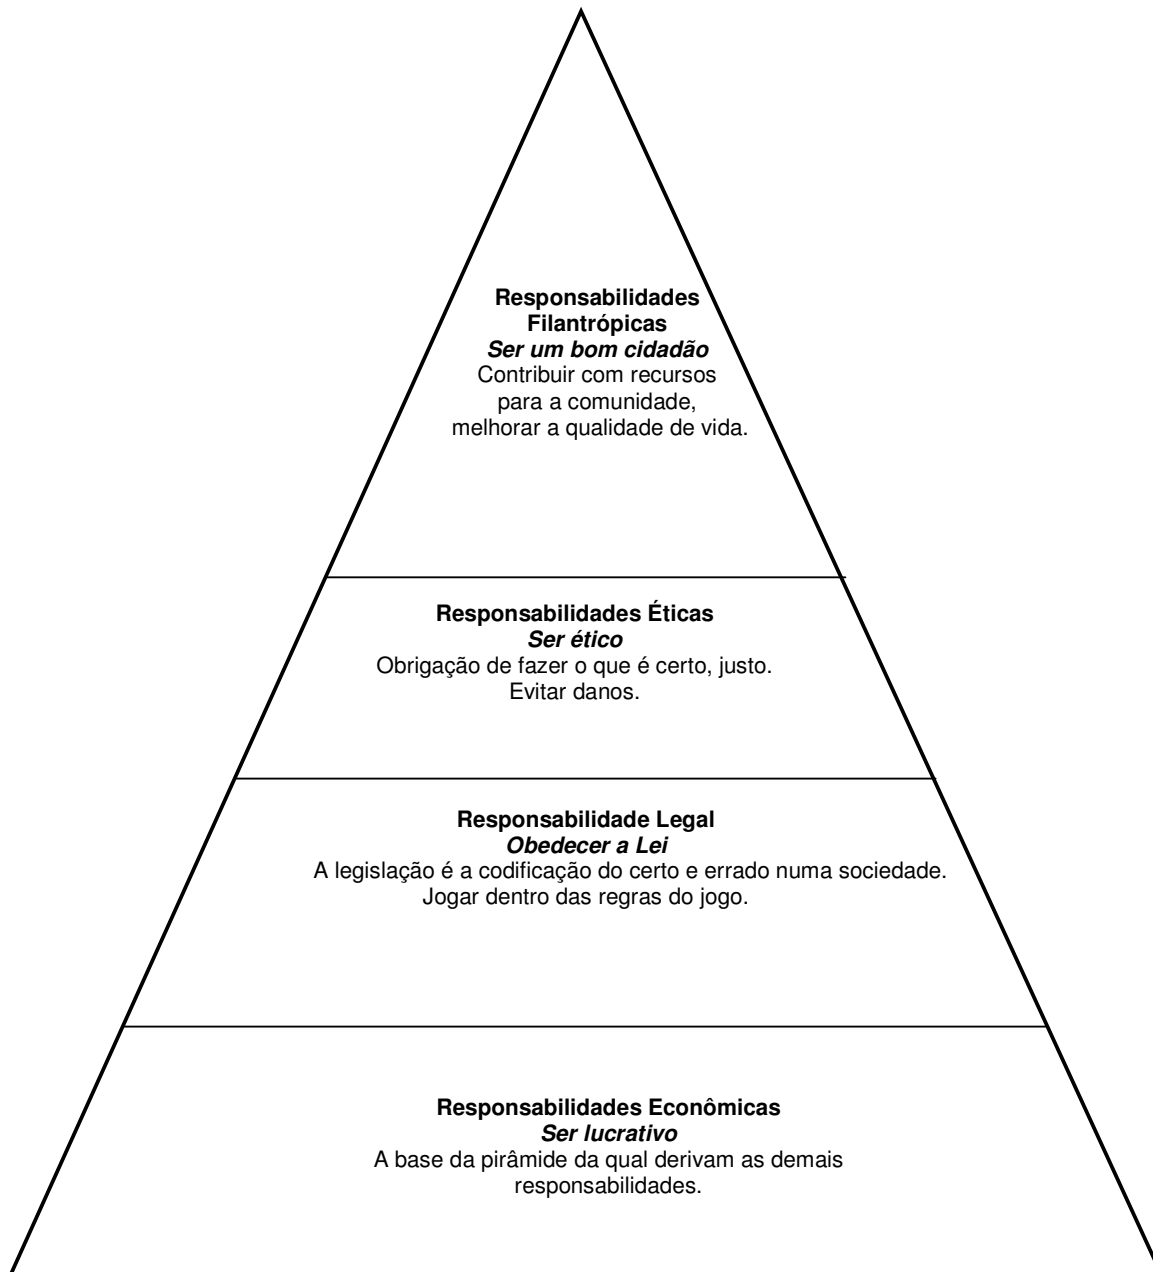 Responsabilidades
Filantrópicas
Ser um bom cidadão
Contribuir com recursos
para a comunidade,
melhorar a qualidade de vida.
Responsabilidades Éticas
Ser ético
Obrigação de fazer o que é certo, justo.
Evitar danos.
Responsabilidade Legal
Obedecer a Lei
A legislação é a codificação do certo e errado numa sociedade.
Jogar dentro das regras do jogo.
Responsabilidades Econômicas
Ser lucrativo
A base da pirâmide da qual derivam as demais
responsabilidades.